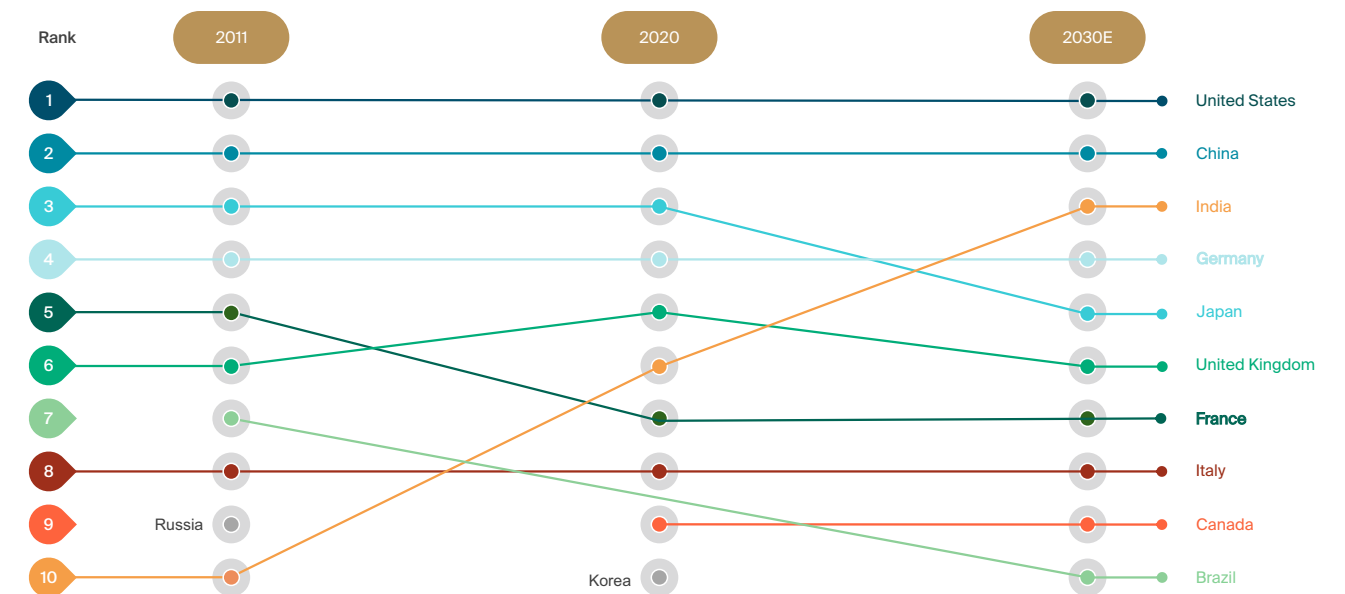 Rank 2011 2020 2030E
1 United States
2 China
3 India
4 Germany
5 Japan
6 United Kingdom
7 France
8 Italy
9 Russia Canada
10 Korea Brazil